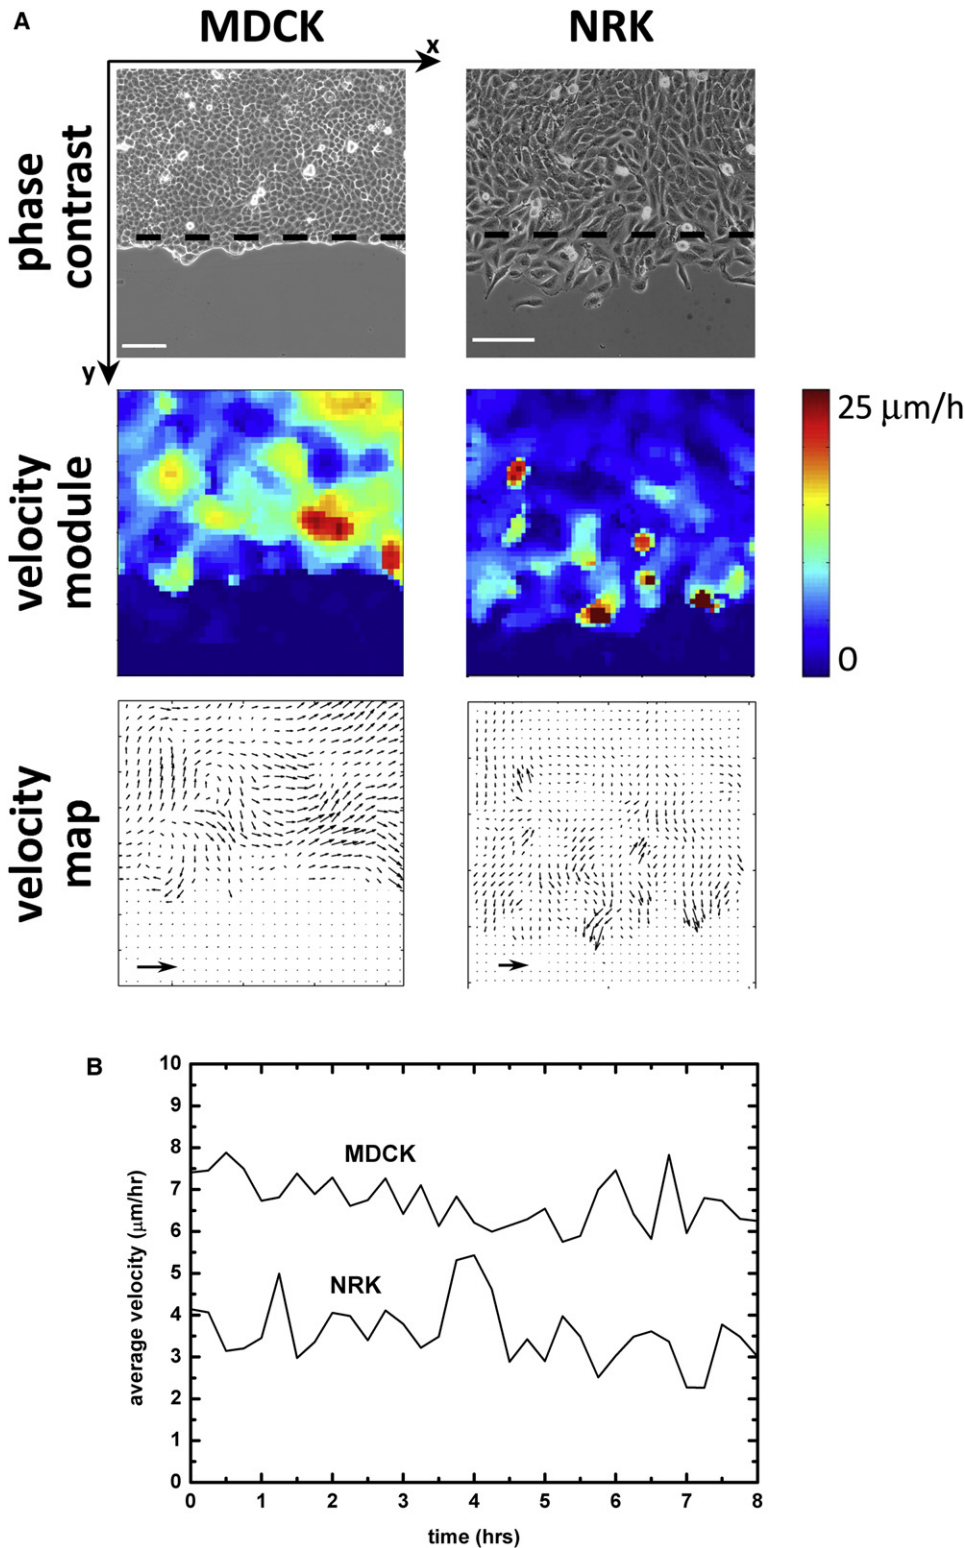 A
MDCK
NRK
x
y
phase
contrast
velocity
module
25 μm/h
0
velocity
map
B
10
9
8
7
6
5
4
3
2
1
0
average velocity (μm/hr)
MDCK
NRK
0 1 2 3 4 5 6 7 8
time (hrs)